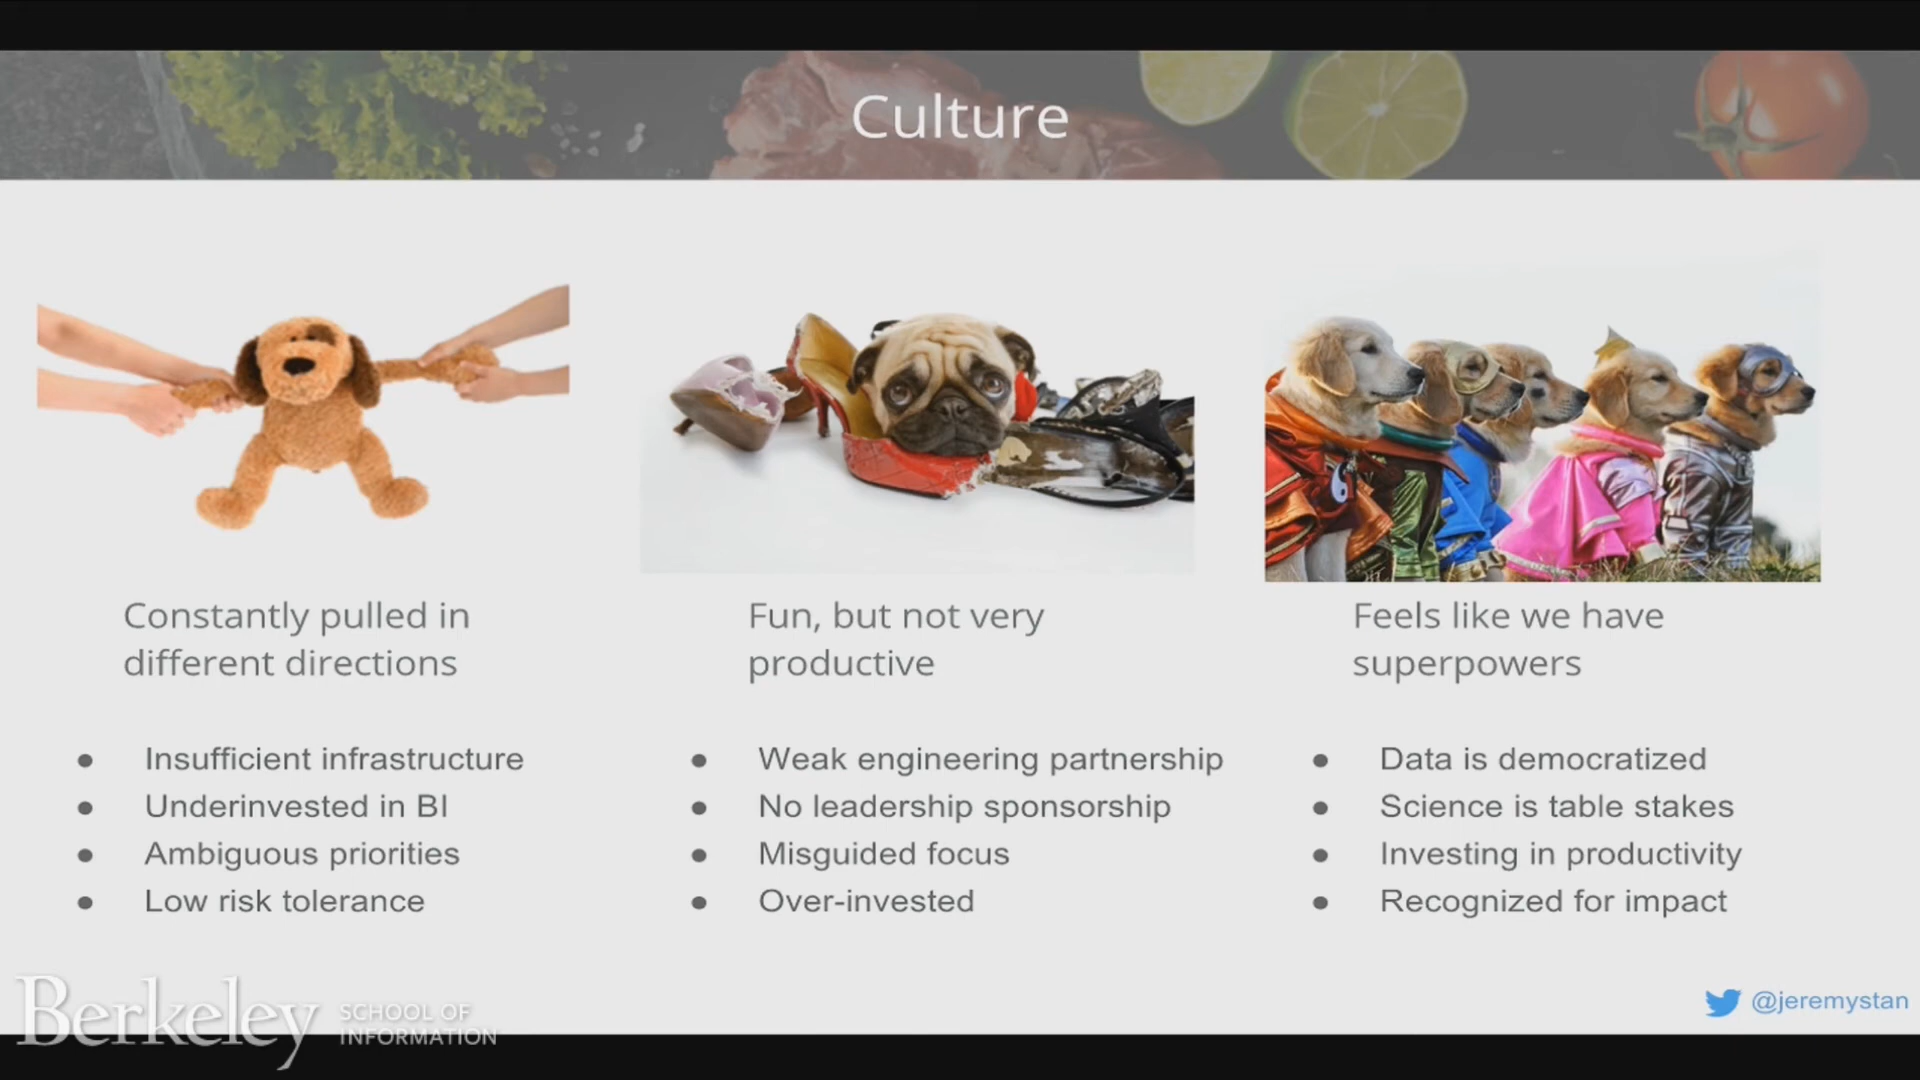 Culture
Constantly pulled in
different directions
Insufficient infrastructure
Underinvested in BI
Ambiguous priorities
Low risk tolerance
Fun, but not very
productive
Weak engineering partnership
No leadership sponsorship
Misguided focus
Over-invested
Feels like we have
superpowers
Data is democratized
Science is table stakes
Investing in productivity
Recognized for impact
Berkeley
SCHOOL OF
INFORMATION
@jeremystan